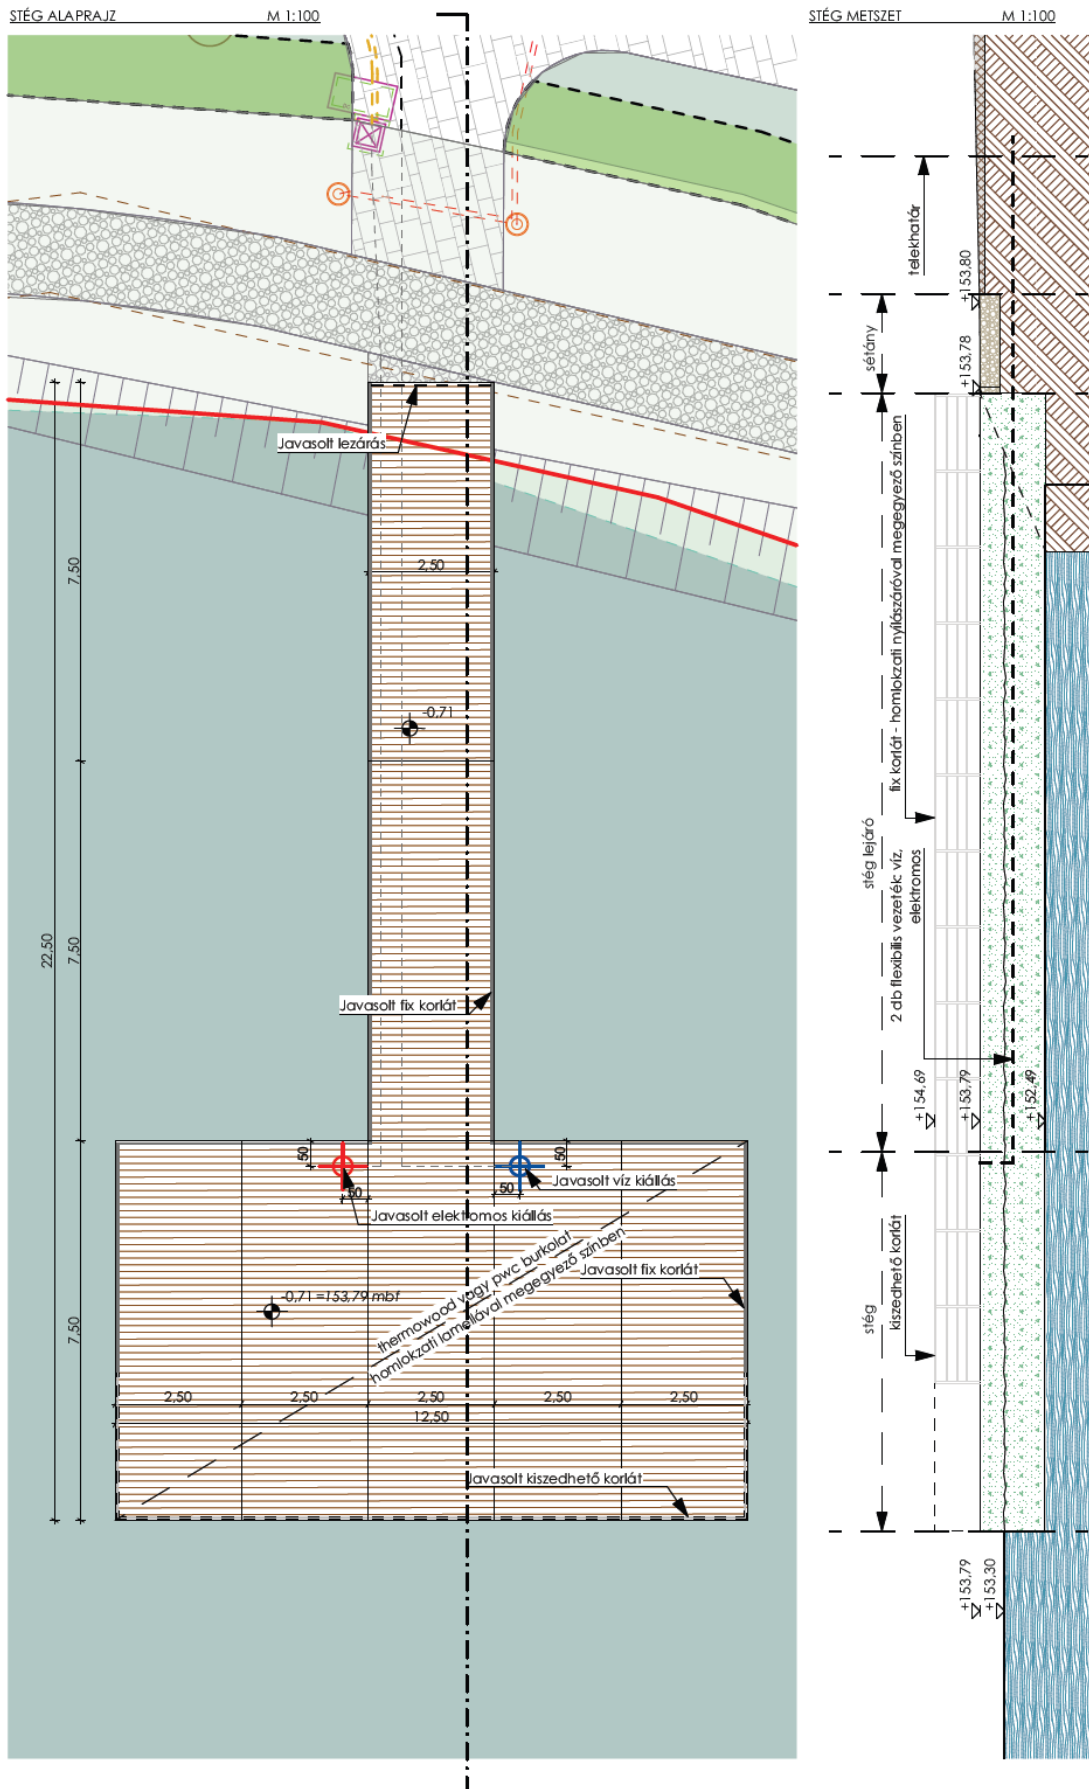 STÉG ALAPRAJZ
M 1:100
STÉG METSZET
M 1:100
Javasolt lezárás
2,50
-0,71
7,50
22,50
7,50
7,50
Javasolt fix korlát
50
50
50
50
Javasolt víz kiállás
Javasolt elektromos kiállás
thermowood vagy pwc burkolat
homlokzati lamellával megegyező színben
Javasolt fix korlát
-0,71 =153,79 mbf
2,50
2,50
2,50
2,50
2,50
12,50
Javasolt kiszedhető korlát
telekhatár
+153,80
sétány
+153,78
fix korlát - homlokzati nyílászáróval megegyező színben
stég lejáró
2 db flexibilis vezeték: víz,
elektromos
+154,69
+153,79
+152,49
stég
kiszedhető korlát
+153,79
+153,30